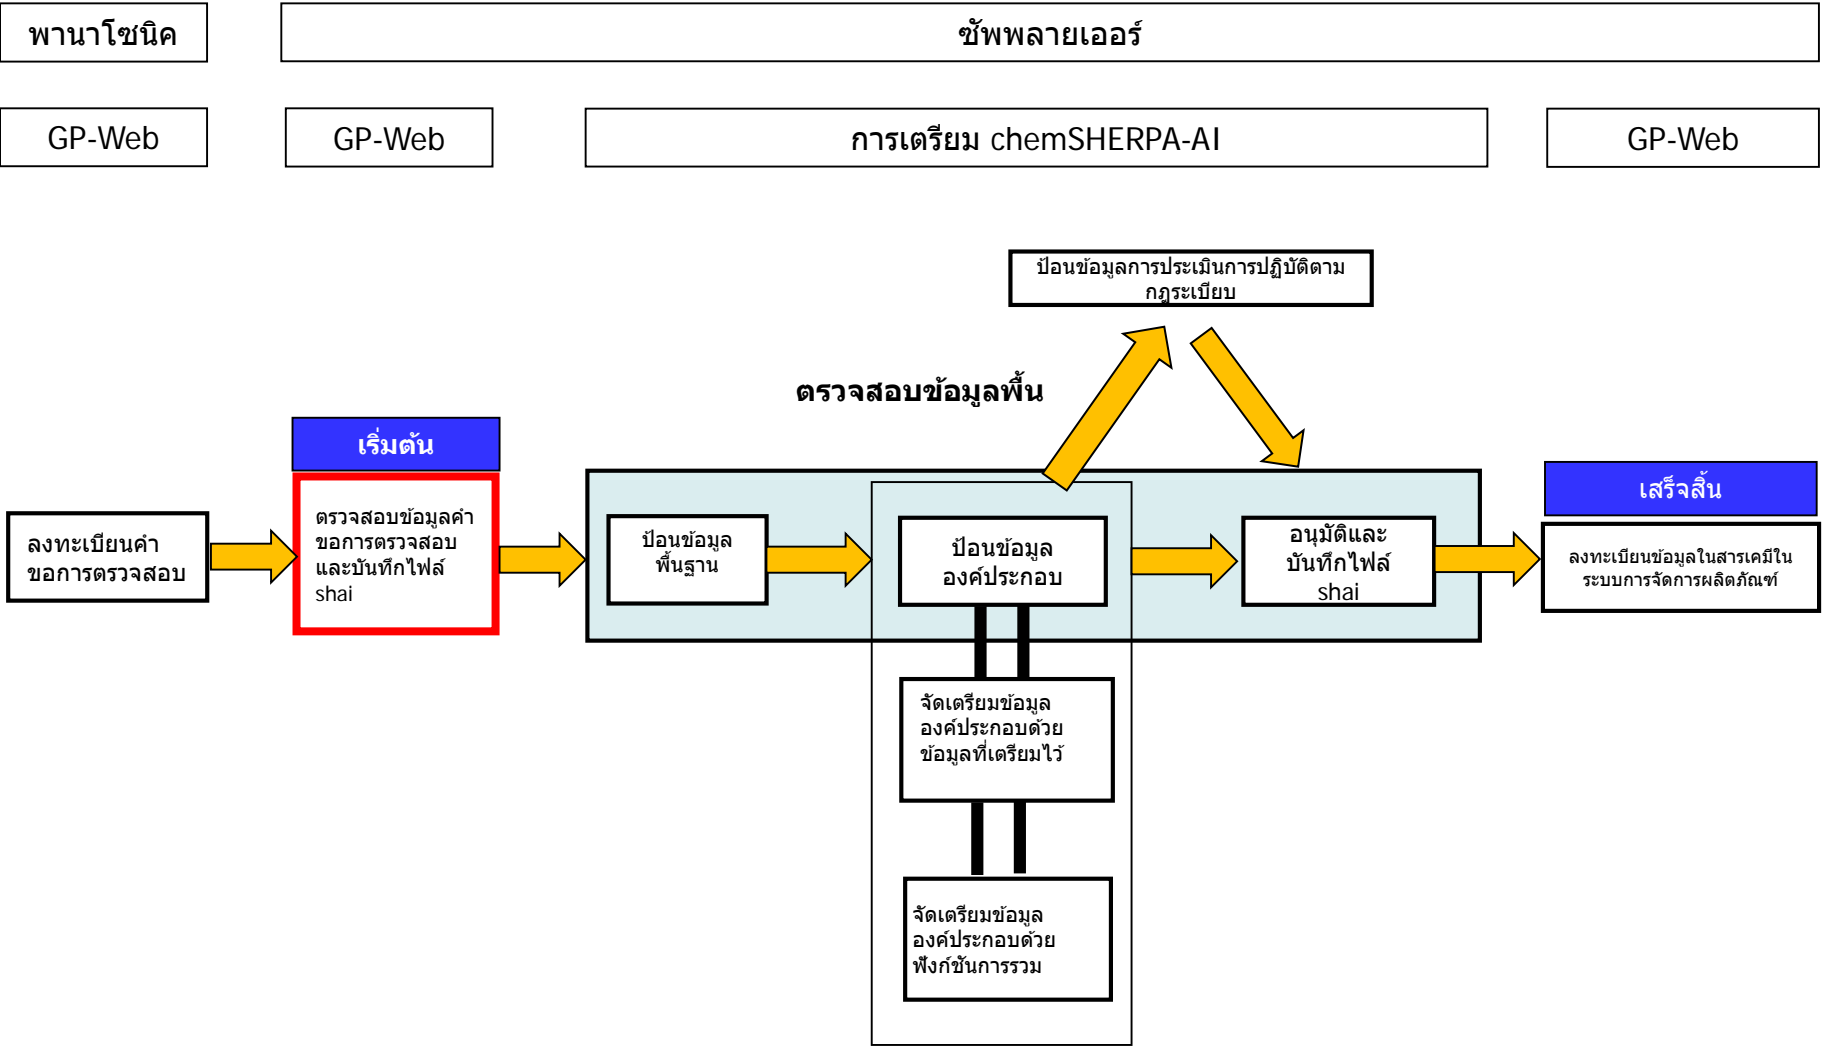 พานาโซนิค
ซัพพลายเออร์
GP-Web
GP-Web
การเตรียม chemSHERPA-AI
GP-Web
ป้อนข้อมูลการประเมินการปฏิบัติตาม
กฎระเบียบ
ตรวจสอบข้อมูลพื้น
เริ่มต้น
เสร็จสิ้น
ลงทะเบียนคำ
ขอการตรวจสอบ
ตรวจสอบข้อมูลคำ
ขอการตรวจสอบ
และบันทึกไฟล์
shai
ป้อนข้อมูล
พื้นฐาน
ป้อนข้อมูล
องค์ประกอบ
อนุมัติและ
บันทึกไฟล์
shai
ลงทะเบียนข้อมูลในสารเคมีใน
ระบบการจัดการผลิตภัณฑ์
จัดเตรียมข้อมูล
องค์ประกอบด้วย
ข้อมูลที่เตรียมไว้
จัดเตรียมข้อมูล
องค์ประกอบด้วย
ฟังก์ชันการรวม